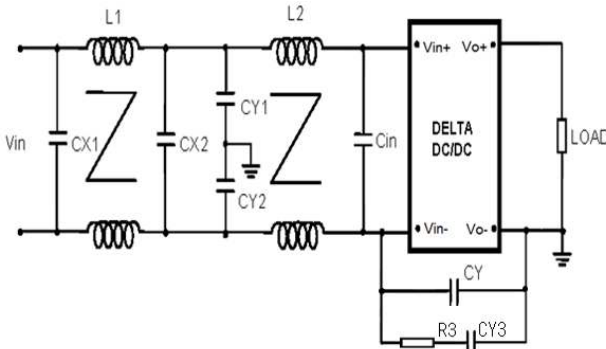 L1
L2
Vin+
Vo+
CY1
DELTA
DC/DC
LOAD
Vin
CX1
CX2
Cin
CY2
Vin-
Vo-
CY
R3
CY3